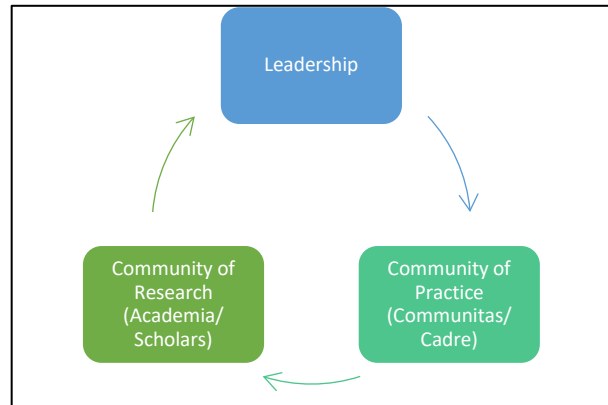 Leadership
Community of
Research
(Academia/
Scholars)
Community of
Practice
(Communitas/
Cadre)